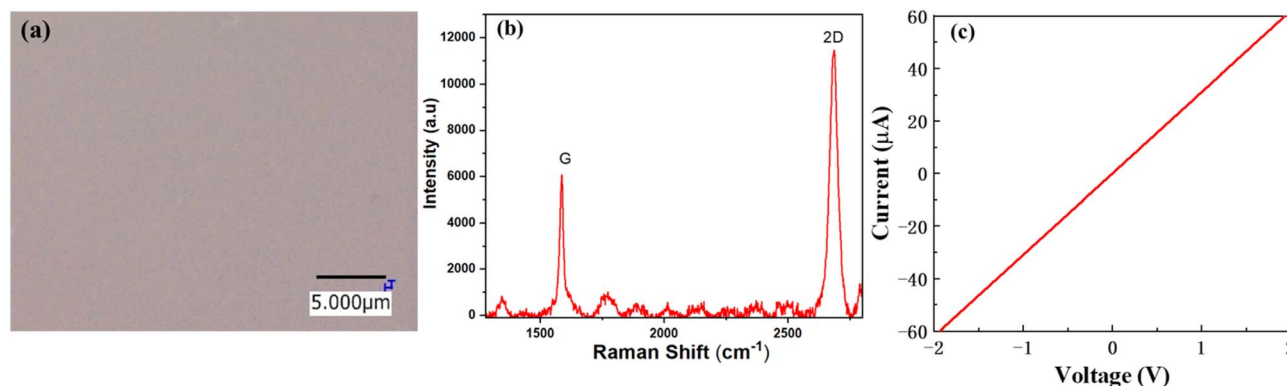 (a)
5.000μm
(b)
12000
10000
8000
6000
4000
2000
0
Intensity (a.u)
G
2D
1500
2000
2500
Raman Shift (cm⁻¹)
(c)
60
40
20
0
−20
−40
−60
Current (μA)
−2
−1
0
1
Voltage (V)